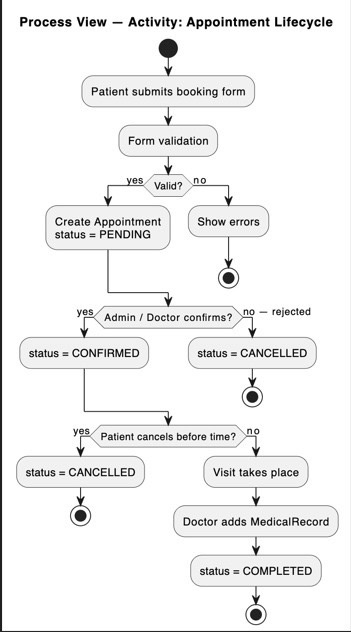 Process View — Activity: Appointment Lifecycle
Patient submits booking form
Form validation
yes
Valid?
no
Create Appointment
status = PENDING
Show errors
yes
Admin / Doctor confirms?
no — rejected
status = CONFIRMED
status = CANCELLED
yes
Patient cancels before time?
no
status = CANCELLED
Visit takes place
Doctor adds MedicalRecord
status = COMPLETED